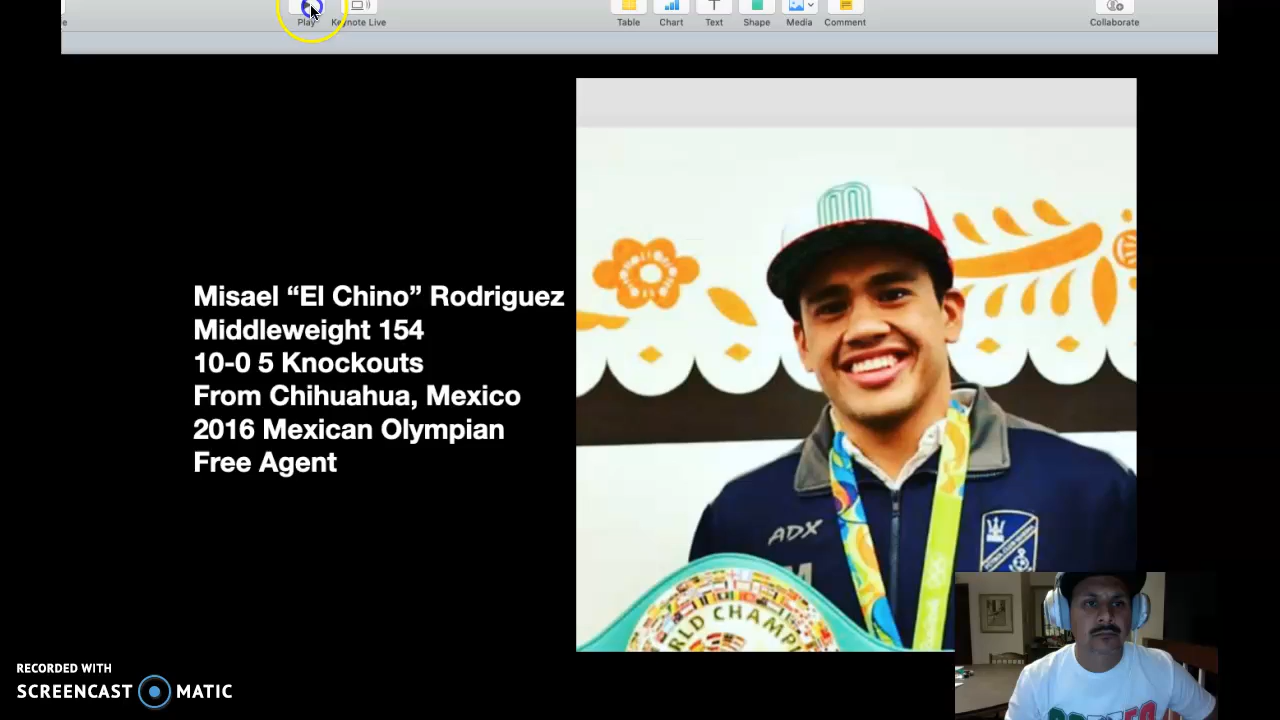 Play
Keynote Live
Table
Chart
Text
Shape
Media
Comment
Collaborate
Misael “El Chino” Rodriguez
Middleweight 154
10-0 5 Knockouts
From Chihuahua, Mexico
2016 Mexican Olympian
Free Agent
ADX
RECORDED WITH
SCREENCAST MATIC